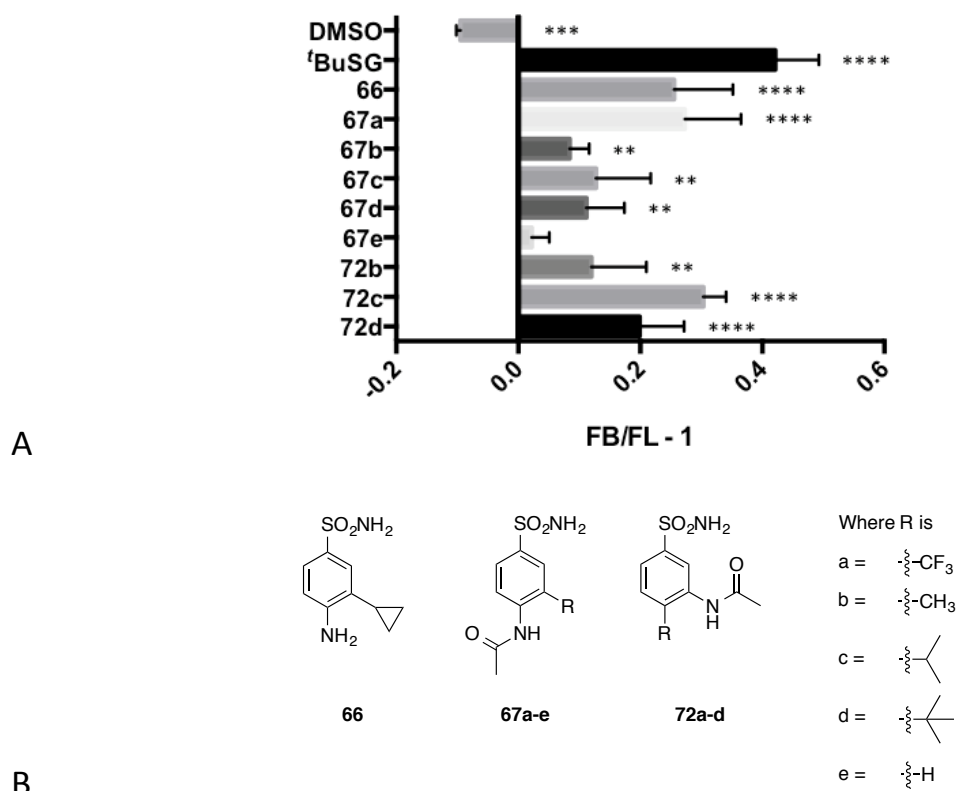 DMSO ***
ᵗBuSG ****
66 ****
67a ****
67b **
67c **
67d **
67e
72b **
72c ****
72d ****
-0.2 0.0 0.2 0.4 0.6
FB/FL - 1
A
SO₂NH₂ SO₂NH₂ SO₂NH₂ Where R is
a = CF₃
O
b = CH₃
R N
H
NH₂ O NH R
c =
66 67a-e 72a-d
d =
e = H
B